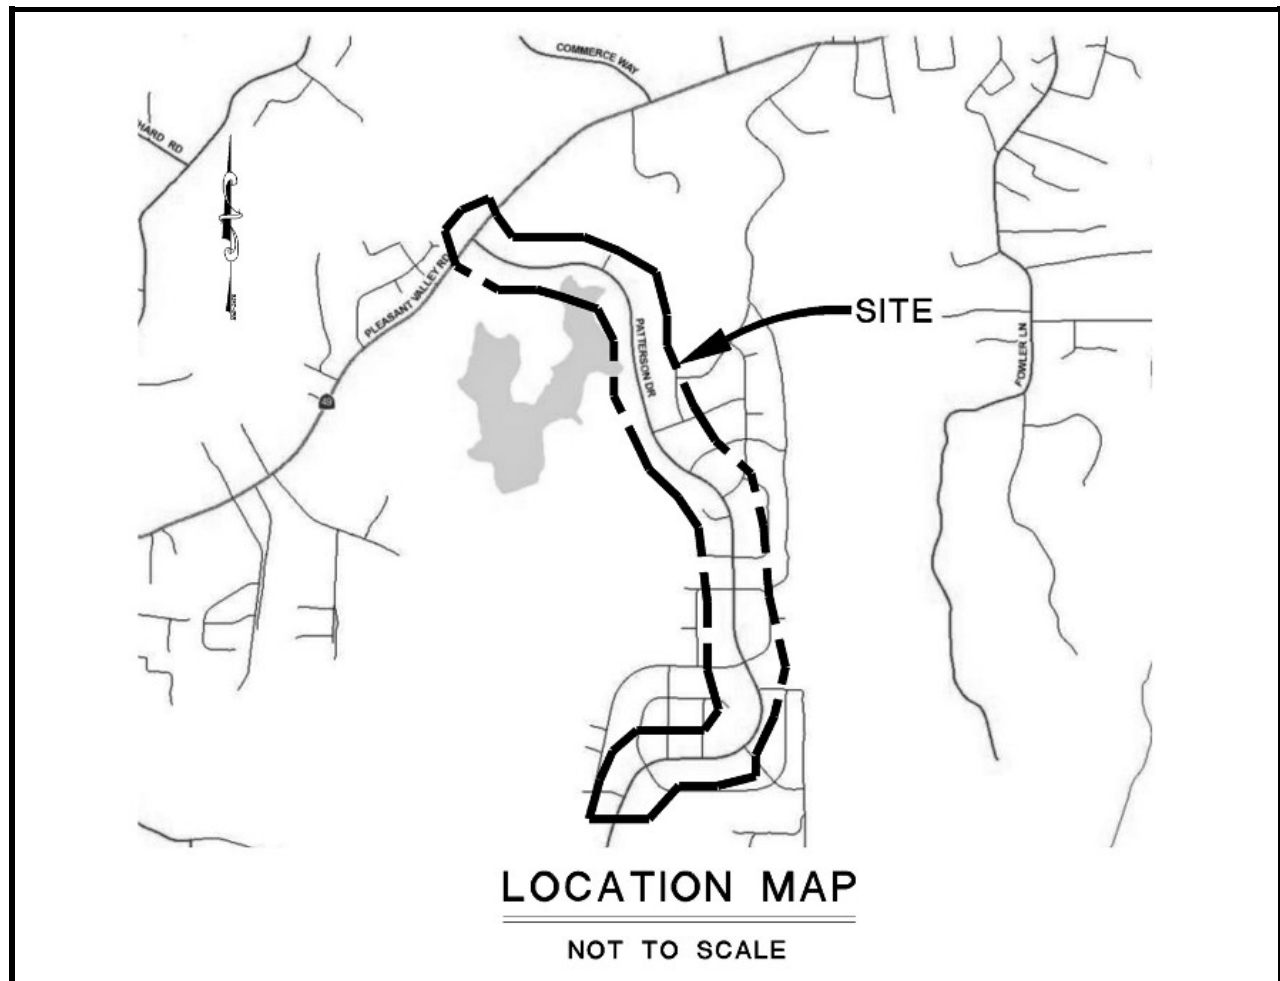 COMMERCE WAY
HARD RD
PLEASANT VALLEY RD
SITE
PATTERSON DR
FOWLER LN
LOCATION MAP
NOT TO SCALE